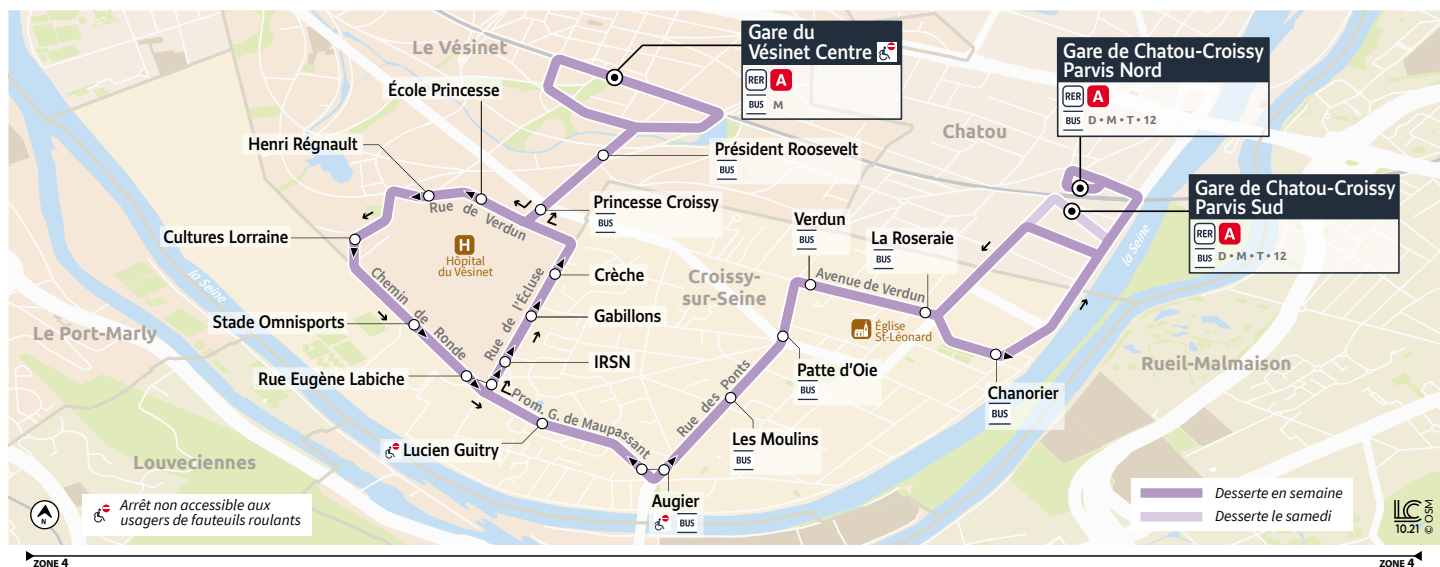 Le Vésinet
Gare du
Vésinet Centre
RER A
BUS M
Gare de Chatou-Croissy
Parvis Nord
RER A
BUS D • M • T • 12
École Princesse
Chatou
Henri Régnault
Président Roosevelt
BUS
Gare de Chatou-Croissy
Parvis Sud
RER A
BUS D • M • T • 12
Rue de Verdun
Princesse Croissy
BUS
Verdun
BUS
La Roseraie
BUS
Cultures Lorraine
H
Hôpital
du Vésinet
la Seine
la Seine
Crèche
Croissy-
sur-Seine
Avenue de Verdun
Chemin de Ronde
Rue de l'Écluse
Gabillons
Stade Omnisports
Le Port-Marly
Église
St-Léonard
IRSN
Patte d'Oie
BUS
Rueil-Malmaison
Rue Eugène Labiche
Chanorier
BUS
Prom. G. de Maupassant
Rue des Ponts
Lucien Guitry
Les Moulins
BUS
Louveciennes
Augier
BUS
N
Arrêt non accessible aux
usagers de fauteuils roulants
Desserte en semaine
Desserte le samedi
LC
10.21
© OSM
ZONE 4
ZONE 4